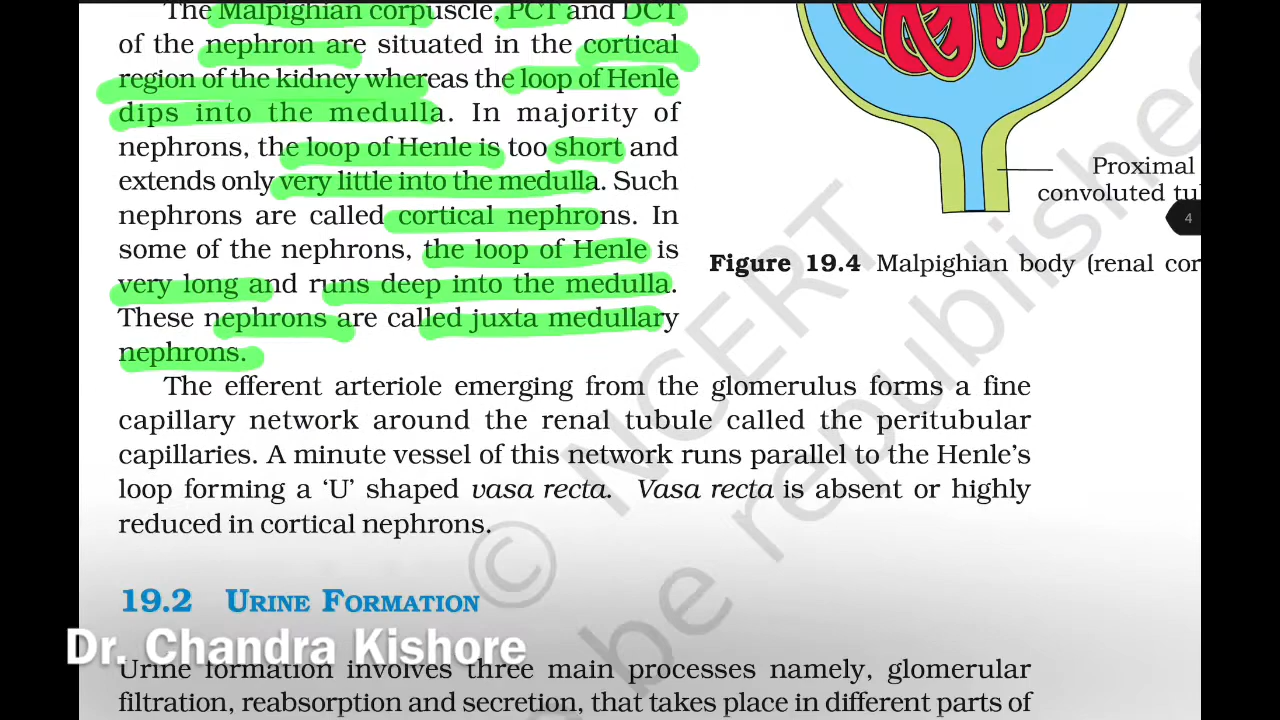 The Malpighian corpuscle, PCT and DCT
of the nephron are situated in the cortical
region of the kidney whereas the loop of Henle
dips into the medulla. In majority of
nephrons, the loop of Henle is too short and
extends only very little into the medulla. Such
nephrons are called cortical nephrons. In
some of the nephrons, the loop of Henle is
very long and runs deep into the medulla.
These nephrons are called juxta medullary
nephrons.
Proximal
convoluted tu
4
Figure 19.4 Malpighian body (renal cor
The efferent arteriole emerging from the glomerulus forms a fine
capillary network around the renal tubule called the peritubular
capillaries. A minute vessel of this network runs parallel to the Henle's
loop forming a 'U' shaped vasa recta. Vasa recta is absent or highly
reduced in cortical nephrons.
© NCERT
be republished
19.2 URINE FORMATION
Dr. Chandra Kishore
Urine formation involves three main processes namely, glomerular
filtration, reabsorption and secretion, that takes place in different parts of